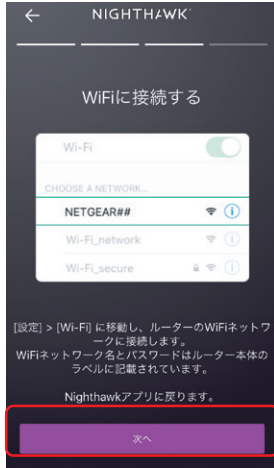 NIGHTHAWK
WiFiに接続する
Wi-Fi
CHOOSE A NETWORK...
NETGEAR##
Wi-Fi_network
Wi-Fi_secure
[設定] > [Wi-Fi] に移動し、ルーターのWiFiネットワ
ークに接続します。
WiFiネットワーク名とパスワードはルーター本体の
ラベルに記載されています。
Nighthawkアプリに戻ります。
次へ